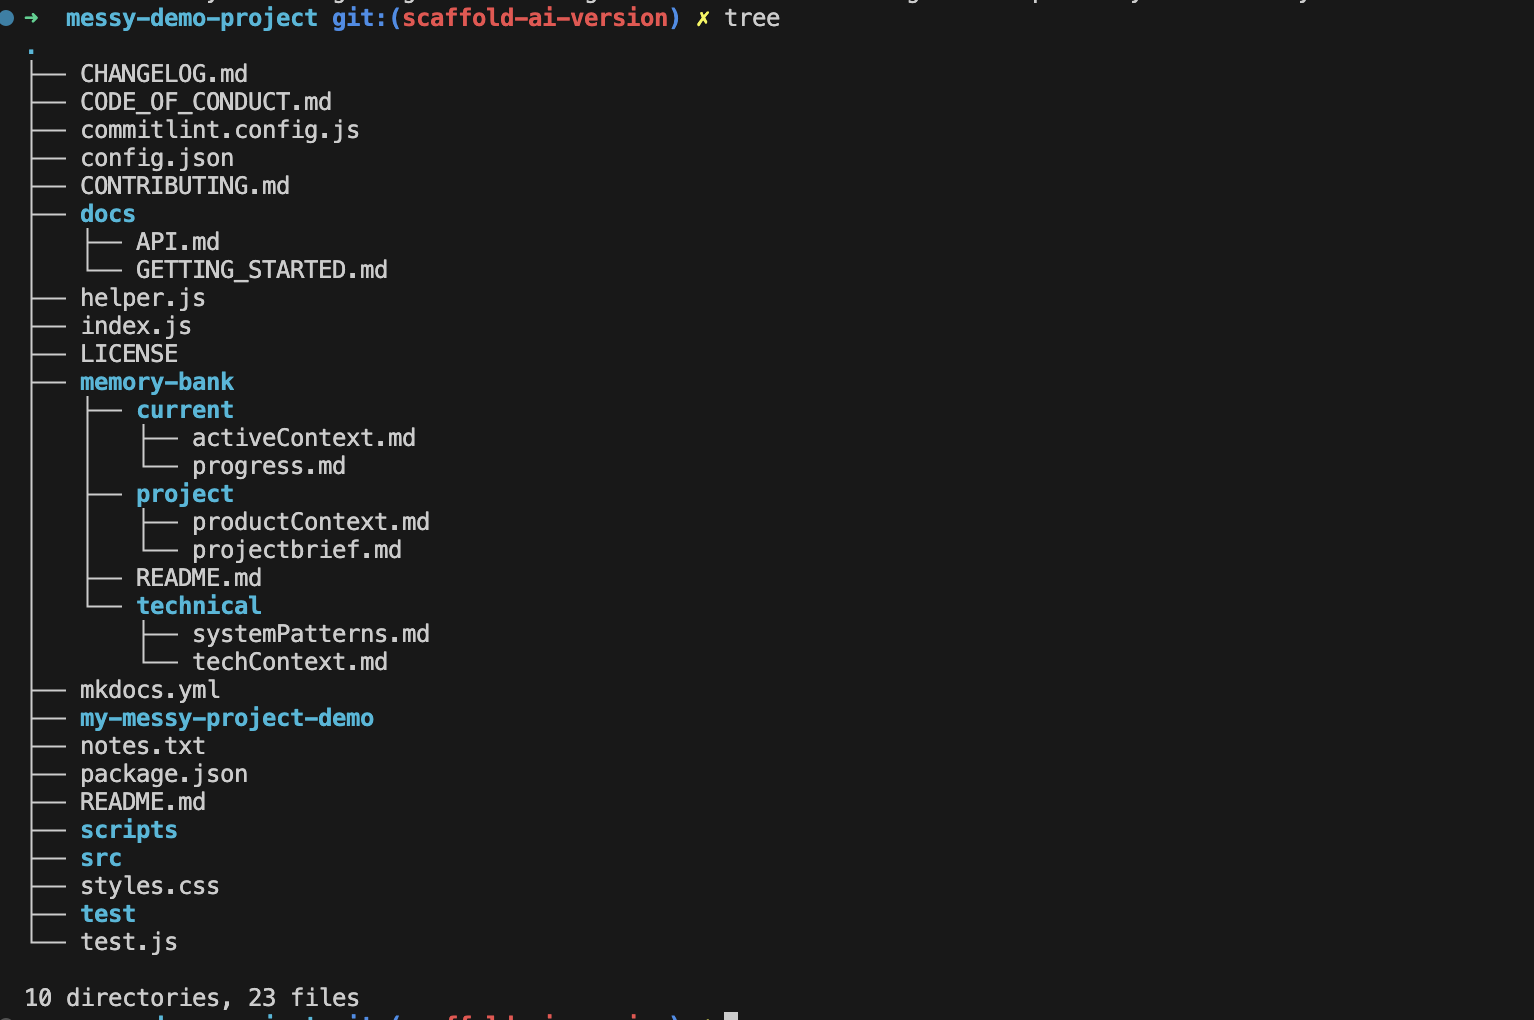 ➜ messy-demo-project git:(scaffold-ai-version) ✗ tree
.
├── CHANGELOG.md
├── CODE_OF_CONDUCT.md
├── commitlint.config.js
├── config.json
├── CONTRIBUTING.md
├── docs
│   ├── API.md
│   └── GETTING_STARTED.md
├── helper.js
├── index.js
├── LICENSE
├── memory-bank
│   ├── current
│   │   ├── activeContext.md
│   │   └── progress.md
│   ├── project
│   │   ├── productContext.md
│   │   └── projectbrief.md
│   ├── README.md
│   └── technical
│       ├── systemPatterns.md
│       └── techContext.md
├── mkdocs.yml
├── my-messy-project-demo
├── notes.txt
├── package.json
├── README.md
├── scripts
├── src
├── styles.css
├── test
└── test.js
10 directories, 23 files